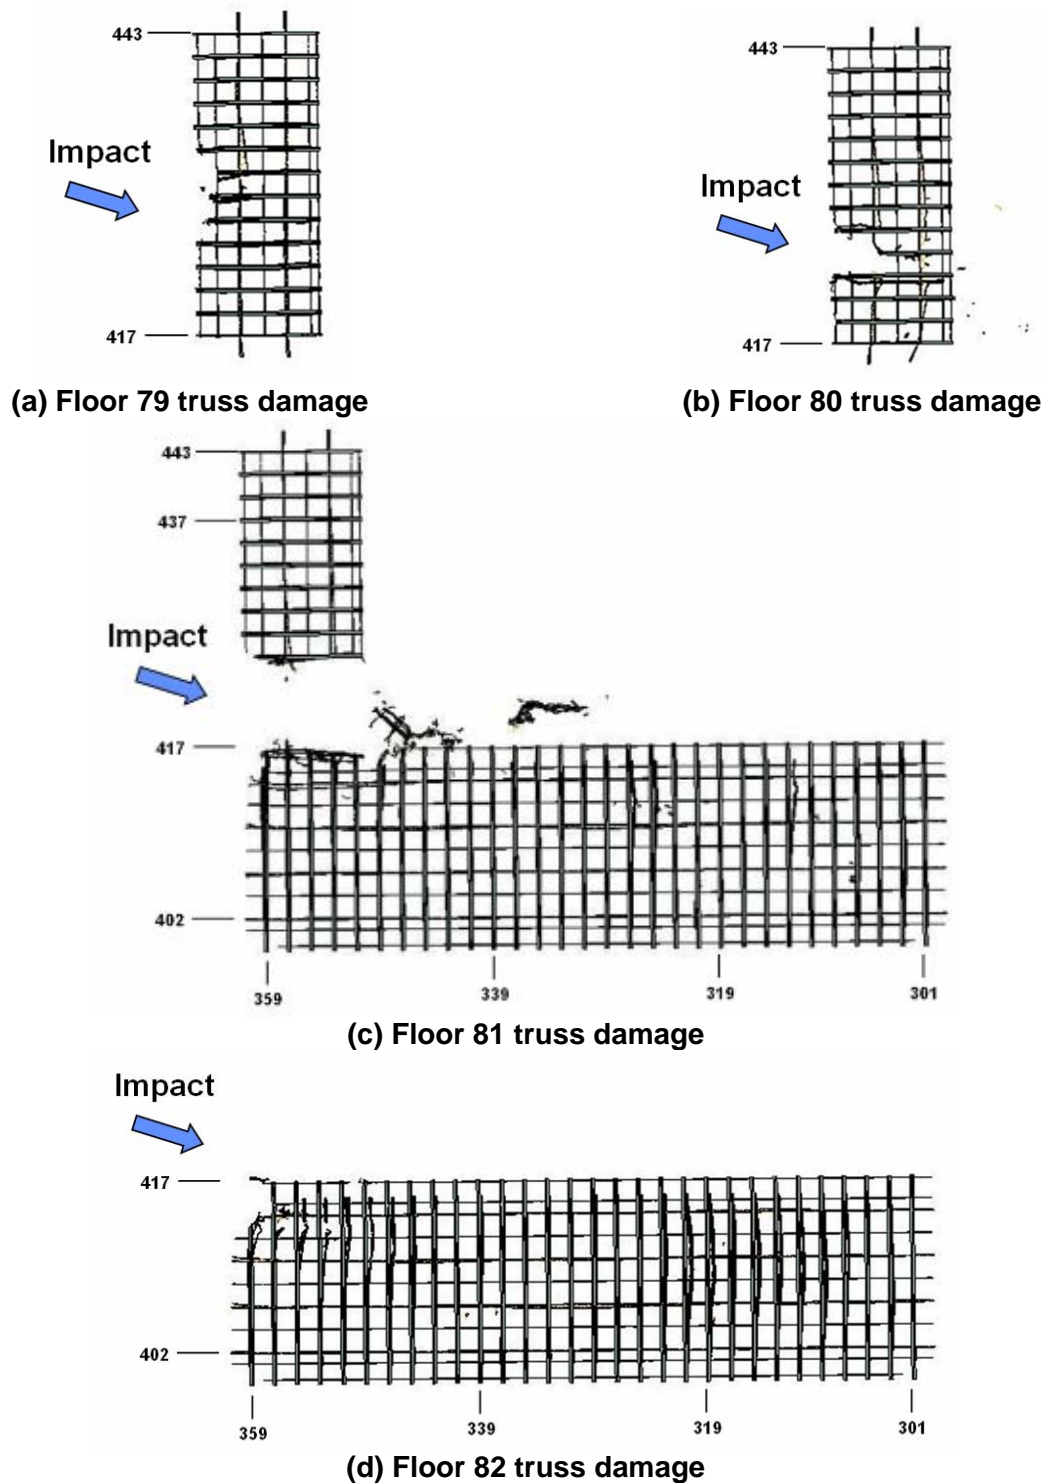 443
Impact
417
(a) Floor 79 truss damage
443
Impact
417
(b) Floor 80 truss damage
443
437
Impact
417
402
359 339 319 301
(c) Floor 81 truss damage
Impact
417
402
359 339 319 301
(d) Floor 82 truss damage